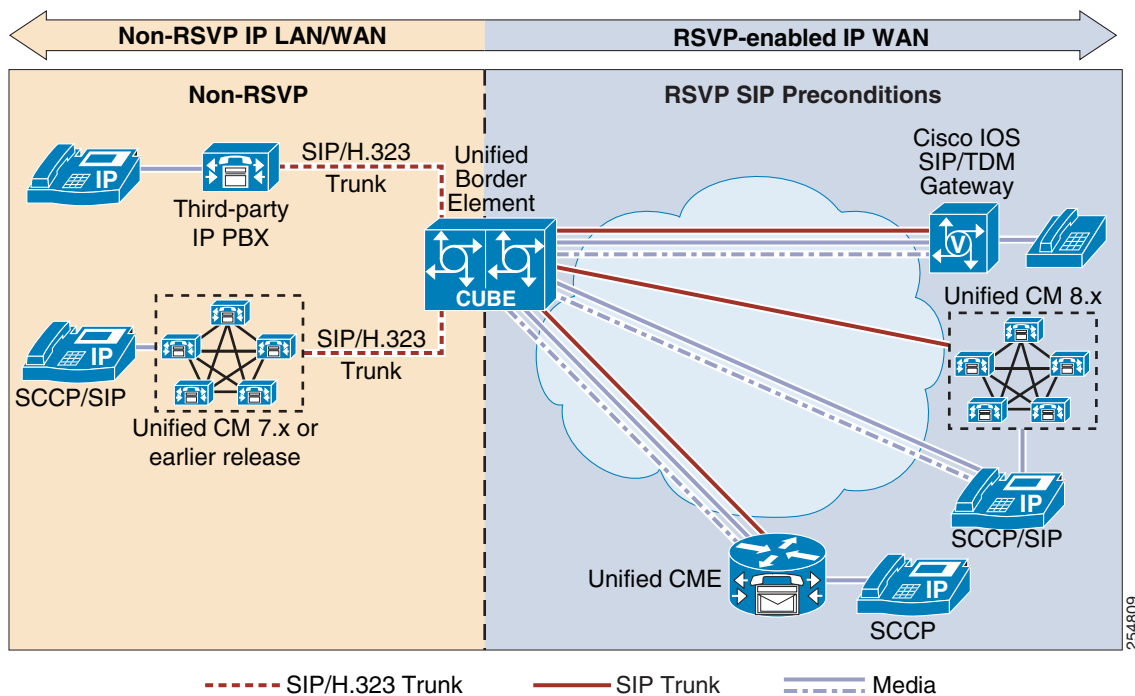 Non-RSVP IP LAN/WAN
RSVP-enabled IP WAN
Non-RSVP
RSVP SIP Preconditions
IP
Third-party
IP PBX
SIP/H.323
Trunk
Unified
Border
Element
CUBE
Cisco IOS
SIP/TDM
Gateway
V
IP
SCCP/SIP
Unified CM 7.x or
earlier release
SIP/H.323
Trunk
Unified CM 8.x
IP
SCCP/SIP
Unified CME
IP
SCCP
254809
SIP/H.323 Trunk
SIP Trunk
Media